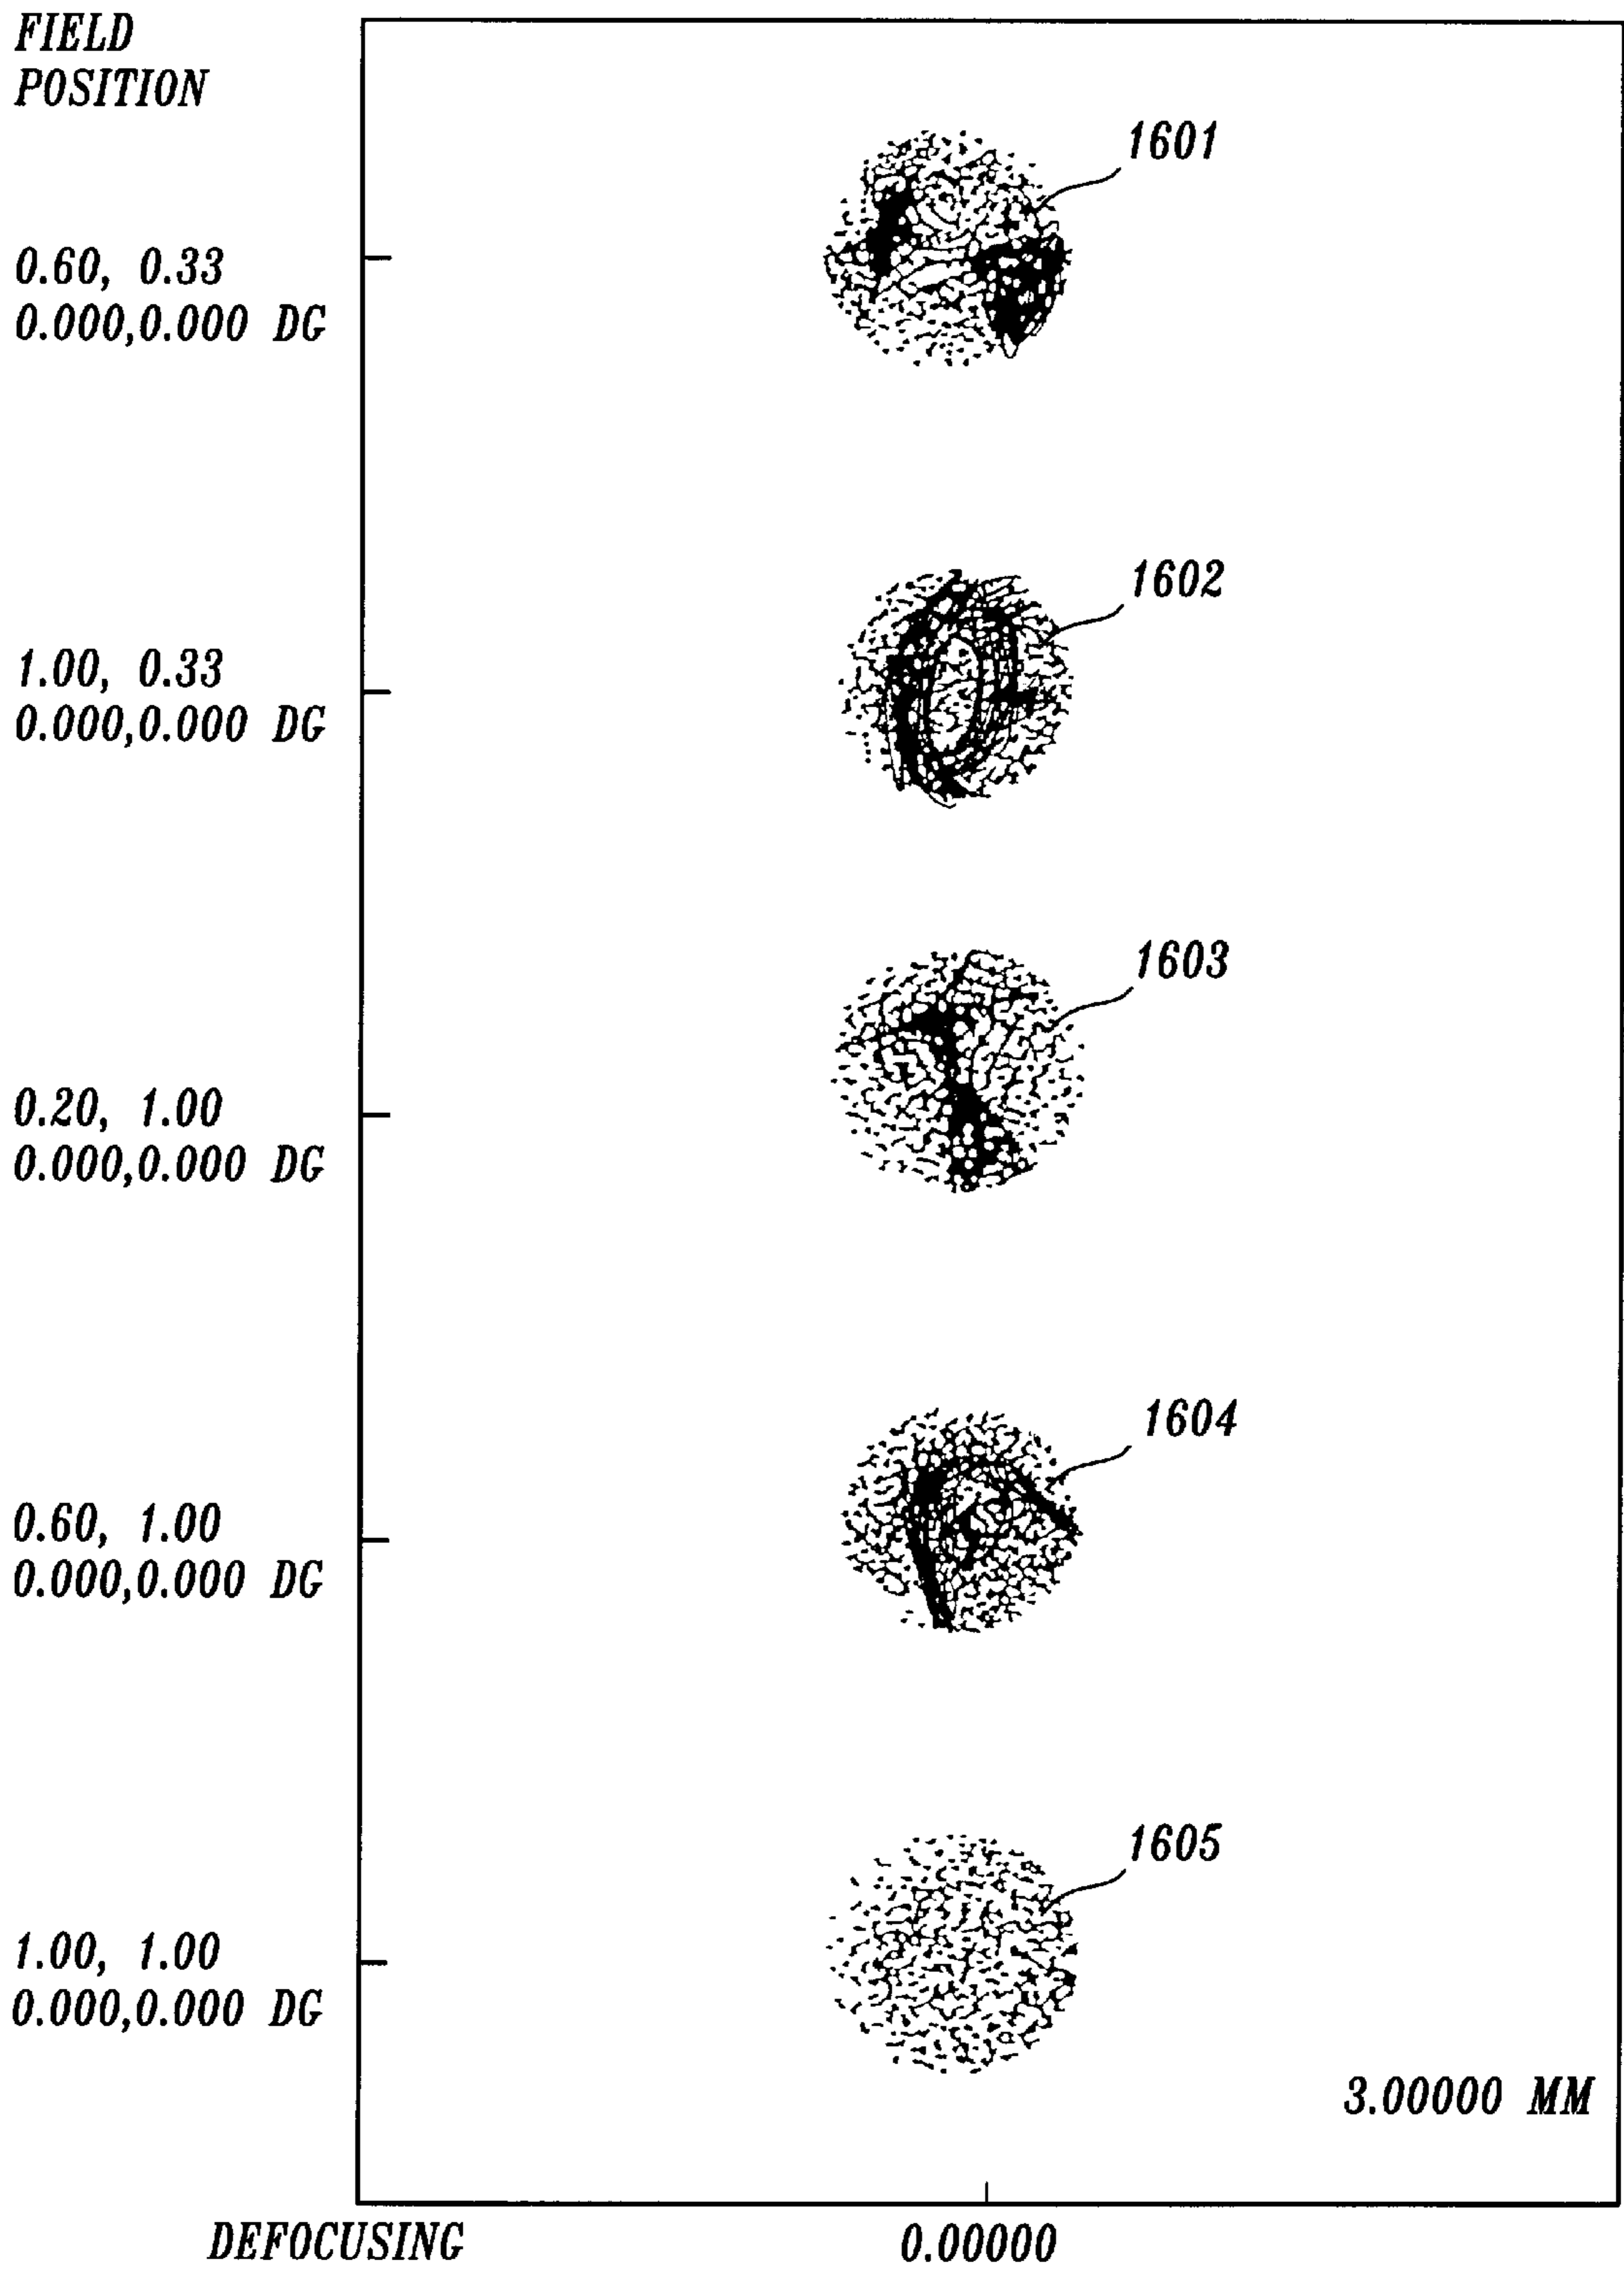 FIELD
POSITION
1601
0.60, 0.33
0.000,0.000 DG
1602
1.00, 0.33
0.000,0.000 DG
1603
0.20, 1.00
0.000,0.000 DG
1604
0.60, 1.00
0.000,0.000 DG
1605
1.00, 1.00
0.000,0.000 DG
3.00000 MM
DEFOCUSING 0.00000